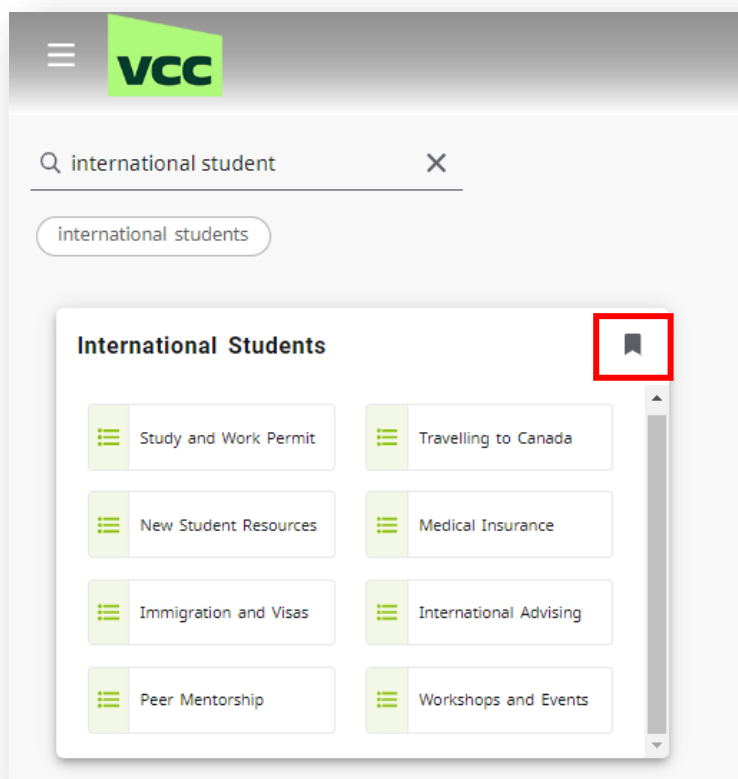 VCC
international student
international students
International Students
Study and Work Permit
Travelling to Canada
New Student Resources
Medical Insurance
Immigration and Visas
International Advising
Peer Mentorship
Workshops and Events